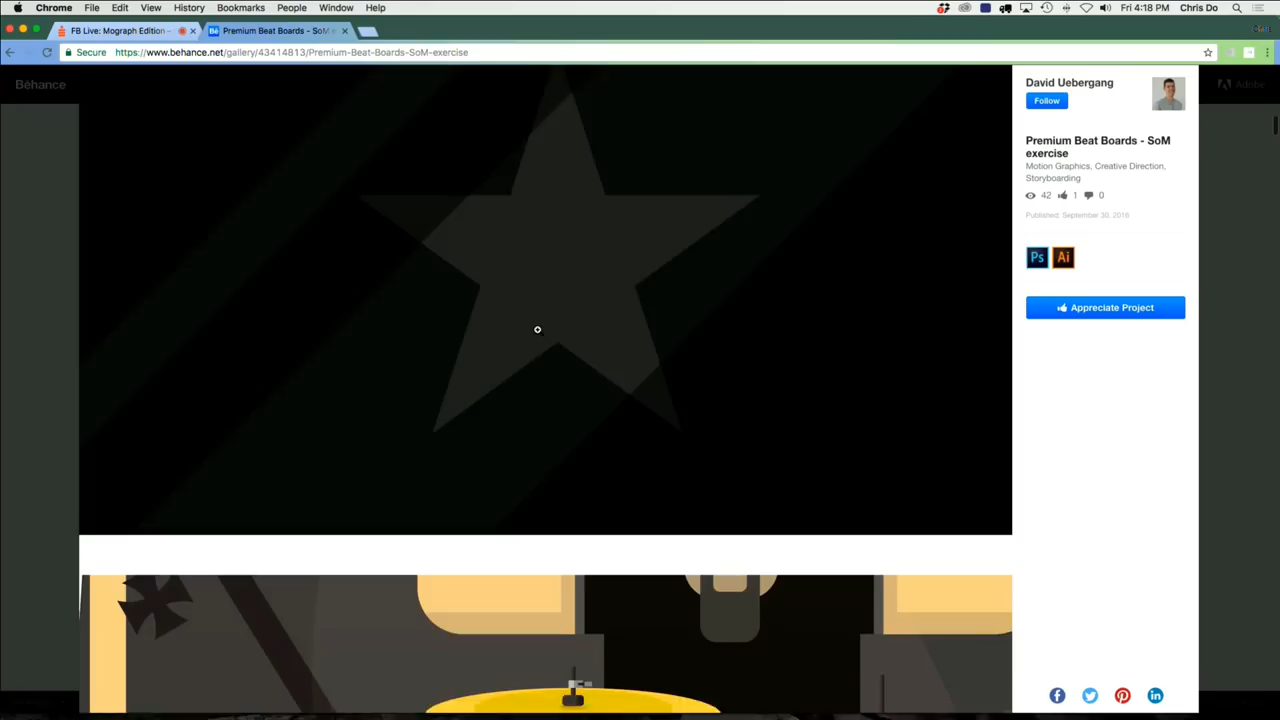 Chrome File Edit View History Bookmarks People Window Help Fri 4:18 PM Chris Do
FB Live: Mograph Edition - Premium Beat Boards - SoM e
Secure https://www.behance.net/gallery/43414813/Premium-Beat-Boards-SoM-exercise
Bēhance
Adobe
David Uebergang
Follow
Premium Beat Boards - SoM
exercise
Motion Graphics, Creative Direction,
Storyboarding
42 1 0
Published: September 30, 2016
Ps Ai
Appreciate Project